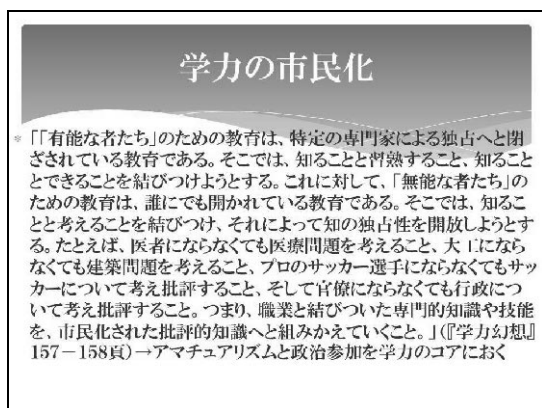 学力の市民化
* 「「有能な者たち」のための教育は、特定の専門家による独占へと閉
ざされている教育である。そこでは、知ることと習熟すること、知ること
とできることを結びつけようとする。これに対して、「無能な者たち」の
ための教育は、誰にでも開かれている教育である。そこでは、知るこ
とと考えることを結びつけ、それによって知の独占性を開放しようとす
る。たとえば、医者にならなくても医療問題を考えること、大工になら
なくても建築問題を考えること、プロのサッカー選手にならなくてもサッ
カーについて考え批評すること、そして官僚にならなくても行政につ
いて考え批評すること。つまり、職業と結びついた専門的知識や技能
を、市民化された批評的知識へと組みかえていくこと。」(『学力幻想』
157-158頁)→アマチュアリズムと政治参加を学力のコアにおく